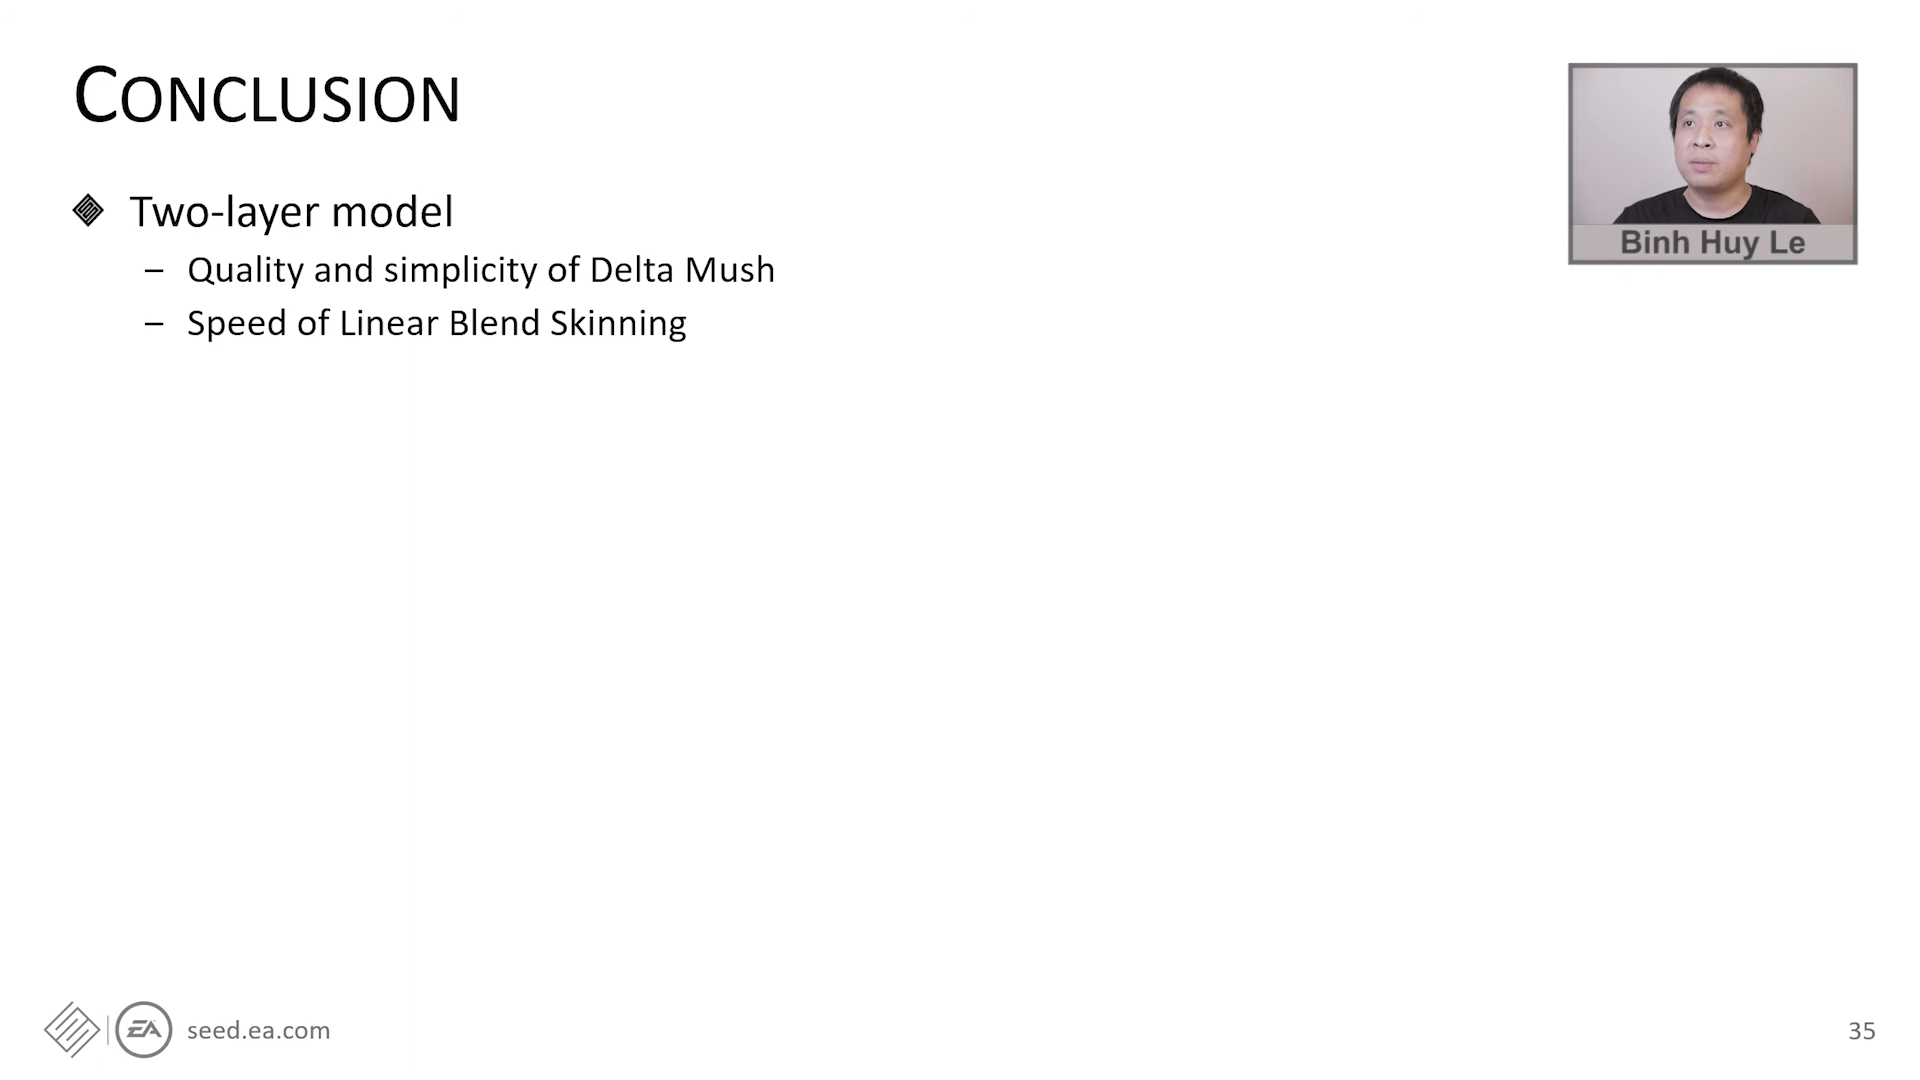 CONCLUSION
Two-layer model
– Quality and simplicity of Delta Mush
– Speed of Linear Blend Skinning
Binh Huy Le
EA
seed.ea.com
35